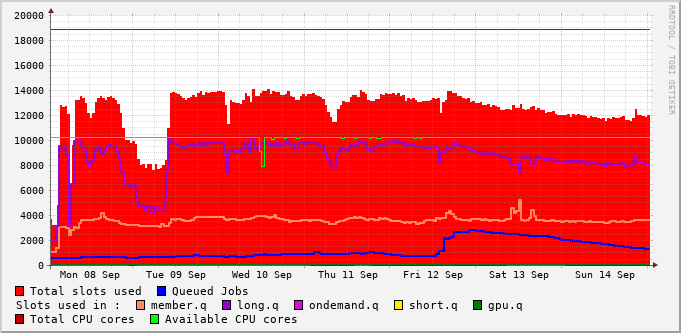 20000
18000
16000
14000
12000
10000
8000
6000
4000
2000
0
Mon 08 Sep Tue 09 Sep Wed 10 Sep Thu 11 Sep Fri 12 Sep Sat 13 Sep Sun 14 Sep
RRDTOOL / TOBI OETIKER
Total slots used Queued Jobs
Slots used in : member.q long.q ondemand.q short.q gpu.q
Total CPU cores Available CPU cores